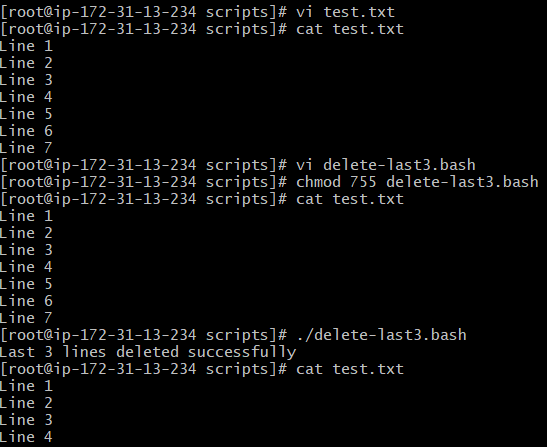 [root@ip-172-31-13-234 scripts]# vi test.txt
[root@ip-172-31-13-234 scripts]# cat test.txt
Line 1
Line 2
Line 3
Line 4
Line 5
Line 6
Line 7
[root@ip-172-31-13-234 scripts]# vi delete-last3.bash
[root@ip-172-31-13-234 scripts]# chmod 755 delete-last3.bash
[root@ip-172-31-13-234 scripts]# cat test.txt
Line 1
Line 2
Line 3
Line 4
Line 5
Line 6
Line 7
[root@ip-172-31-13-234 scripts]# ./delete-last3.bash
Last 3 lines deleted successfully
[root@ip-172-31-13-234 scripts]# cat test.txt
Line 1
Line 2
Line 3
Line 4